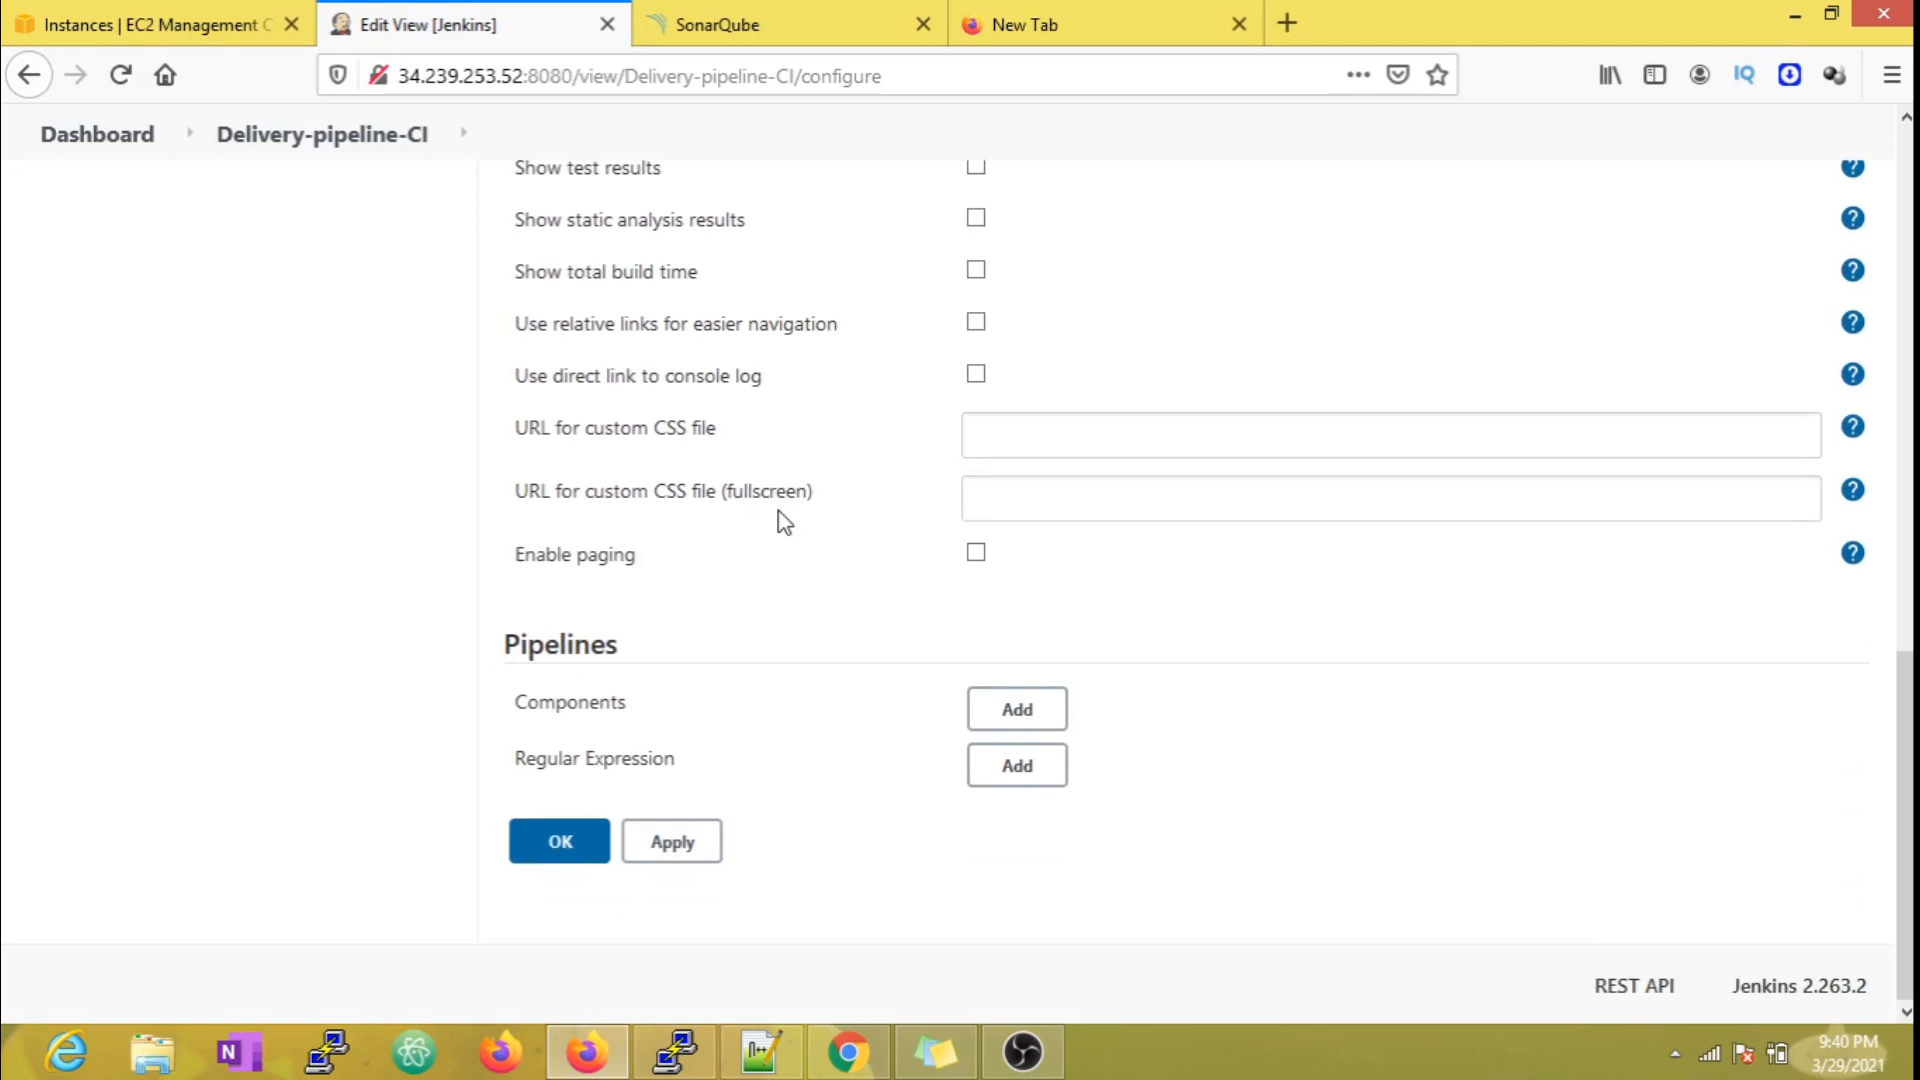 Instances | EC2 Management C
Edit View [Jenkins]
SonarQube
New Tab
34.239.253.52:8080/view/Delivery-pipeline-CI/configure
IQ
Dashboard
Delivery-pipeline-CI
Show test results
?
Show static analysis results
?
Show total build time
?
Use relative links for easier navigation
?
Use direct link to console log
?
URL for custom CSS file
?
URL for custom CSS file (fullscreen)
?
Enable paging
?
Pipelines
Components
Add
Regular Expression
Add
OK
Apply
REST API
Jenkins 2.263.2
N
9:40 PM
3/29/2021